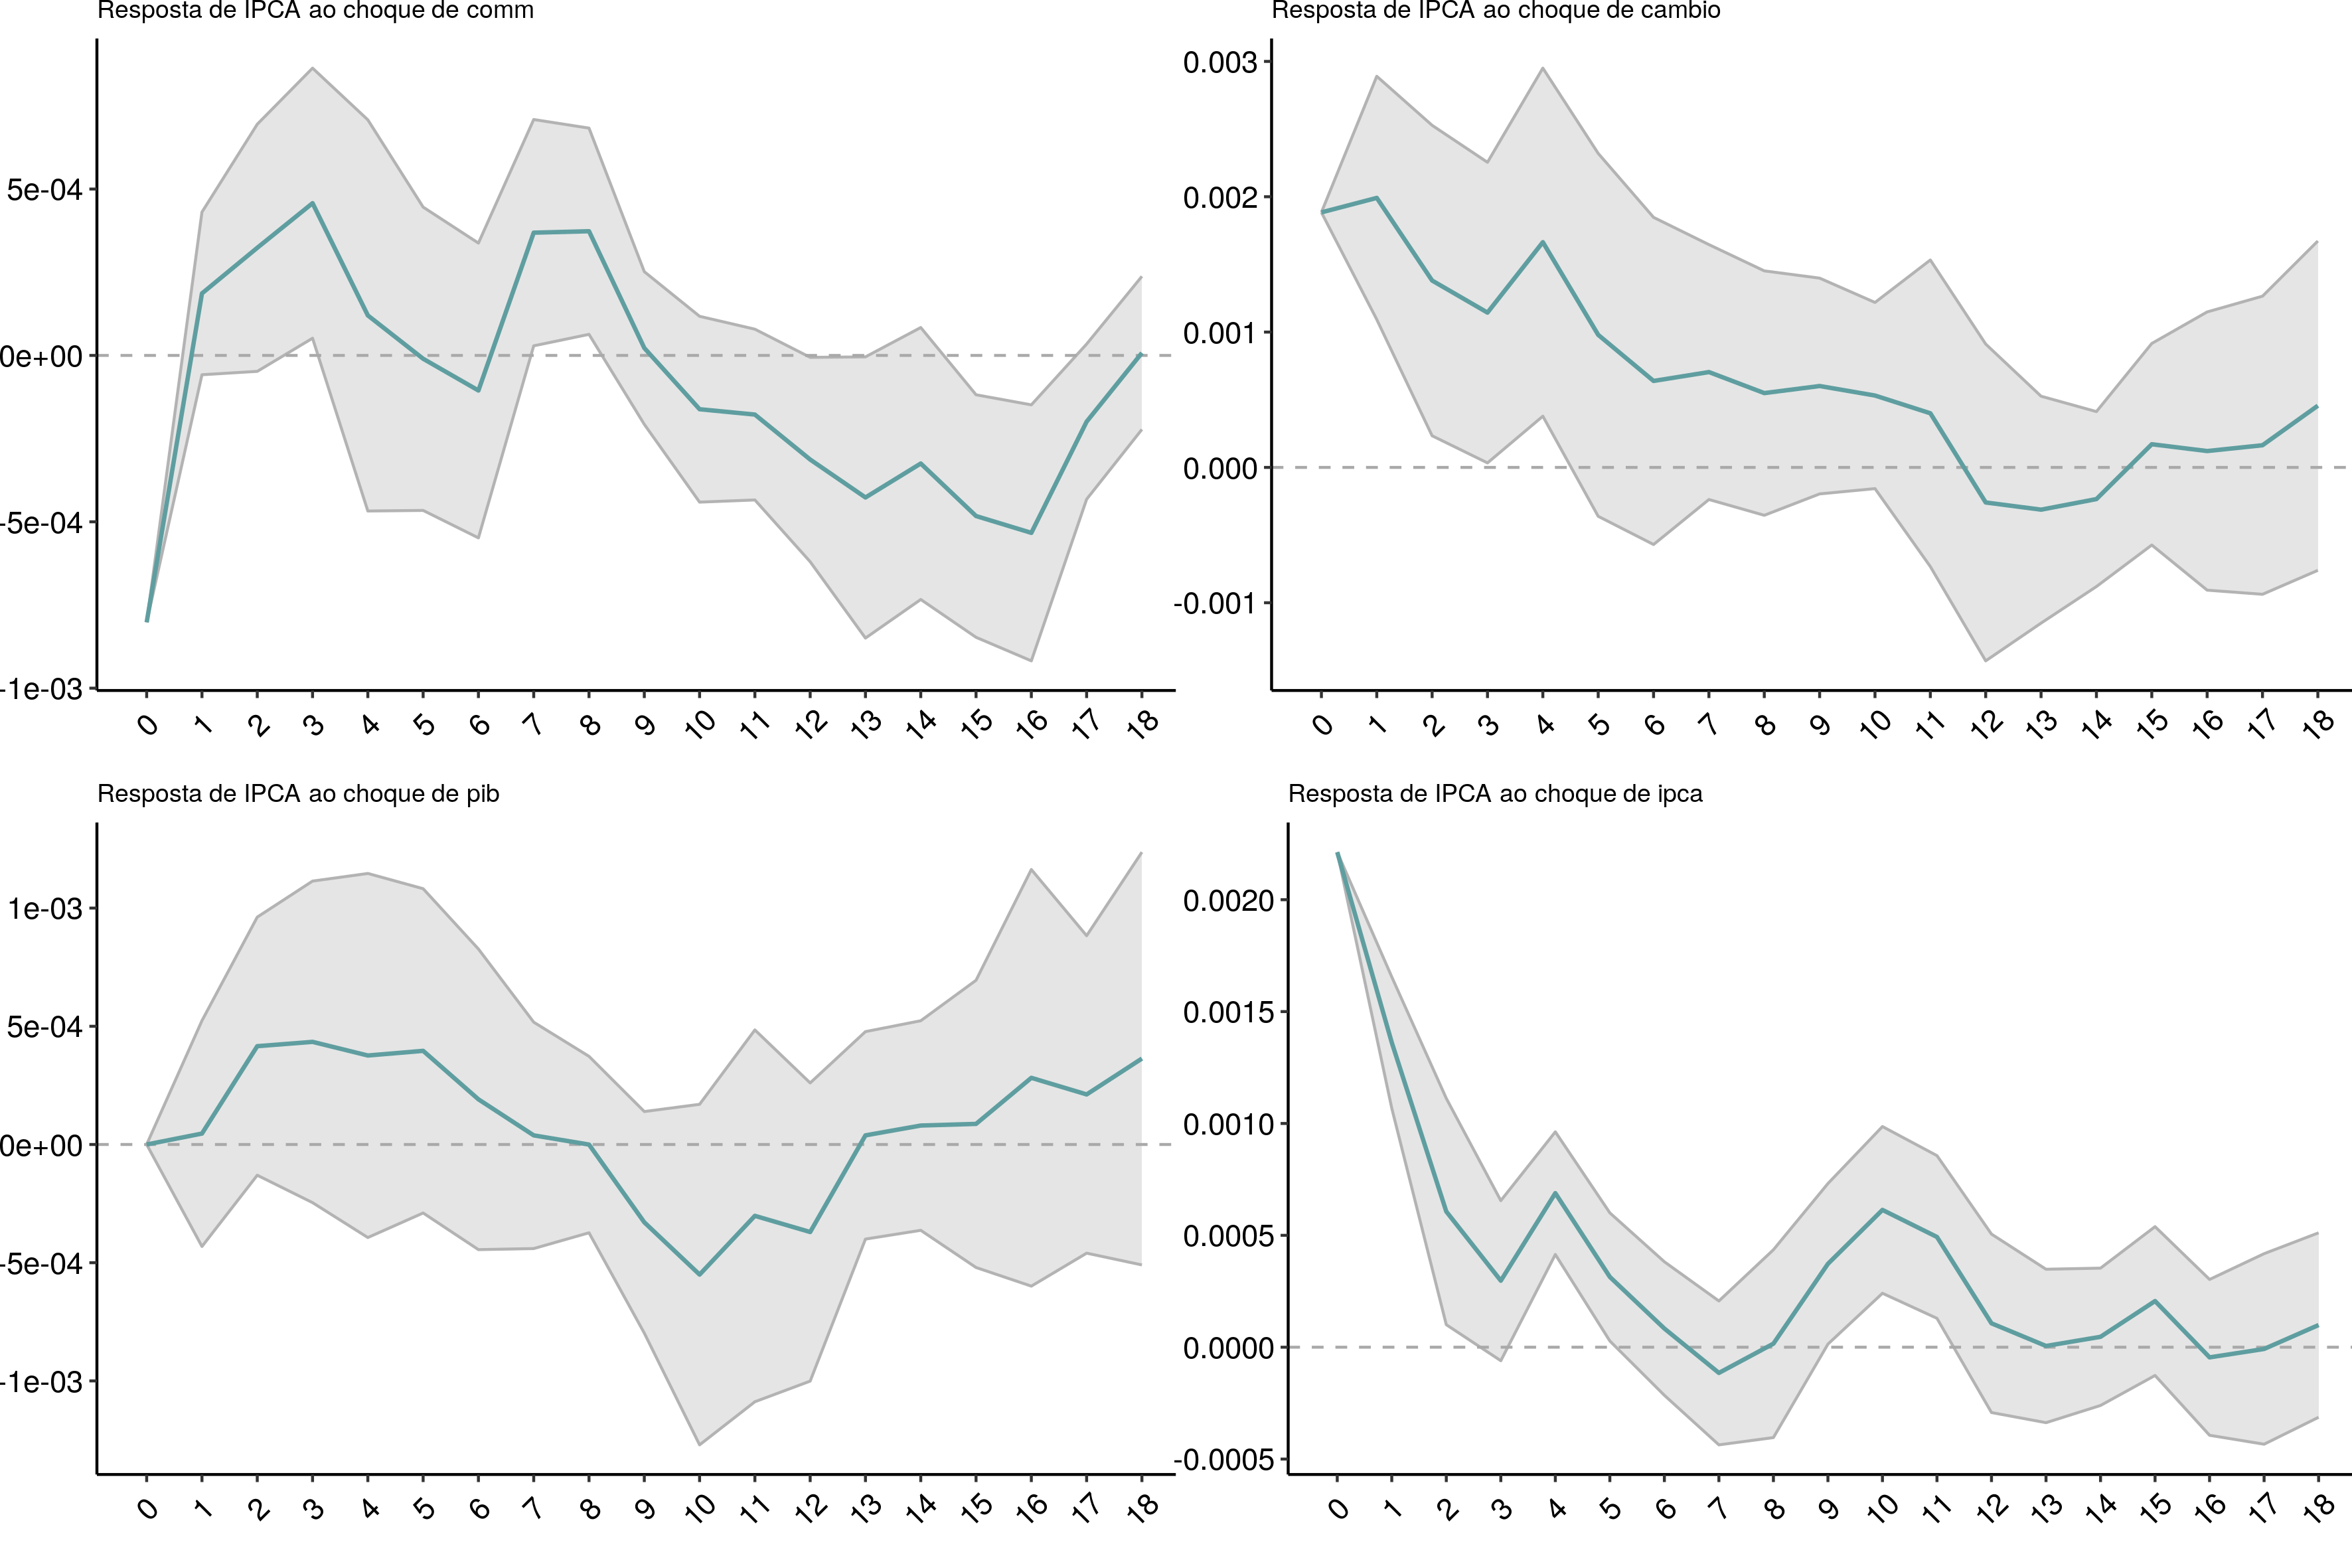 Resposta de IPCA ao choque de comm
5e-04
0e+00
-5e-04
-1e-03
0 1 2 3 4 5 6 7 8 9 10 11 12 13 14 15 16 17 18
Resposta de IPCA ao choque de cambio
0.003
0.002
0.001
0.000
-0.001
0 1 2 3 4 5 6 7 8 9 10 11 12 13 14 15 16 17 18
Resposta de IPCA ao choque de pib
1e-03
5e-04
0e+00
-5e-04
-1e-03
0 1 2 3 4 5 6 7 8 9 10 11 12 13 14 15 16 17 18
Resposta de IPCA ao choque de ipca
0.0020
0.0015
0.0010
0.0005
0.0000
-0.0005
0 1 2 3 4 5 6 7 8 9 10 11 12 13 14 15 16 17 18